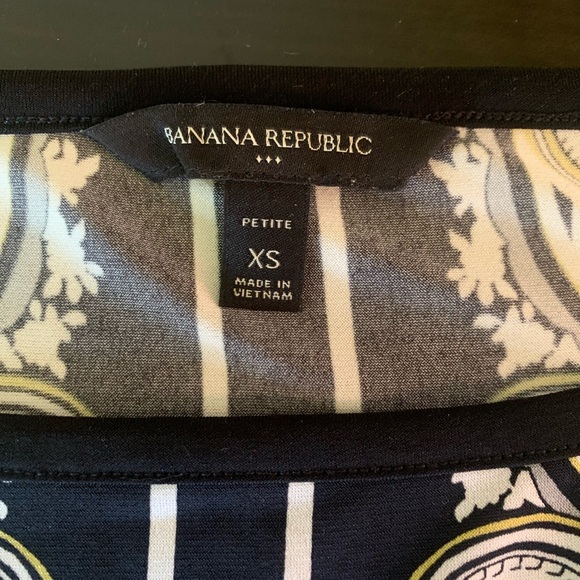 BANANA REPUBLIC
PETITE
XS
MADE IN
VIETNAM